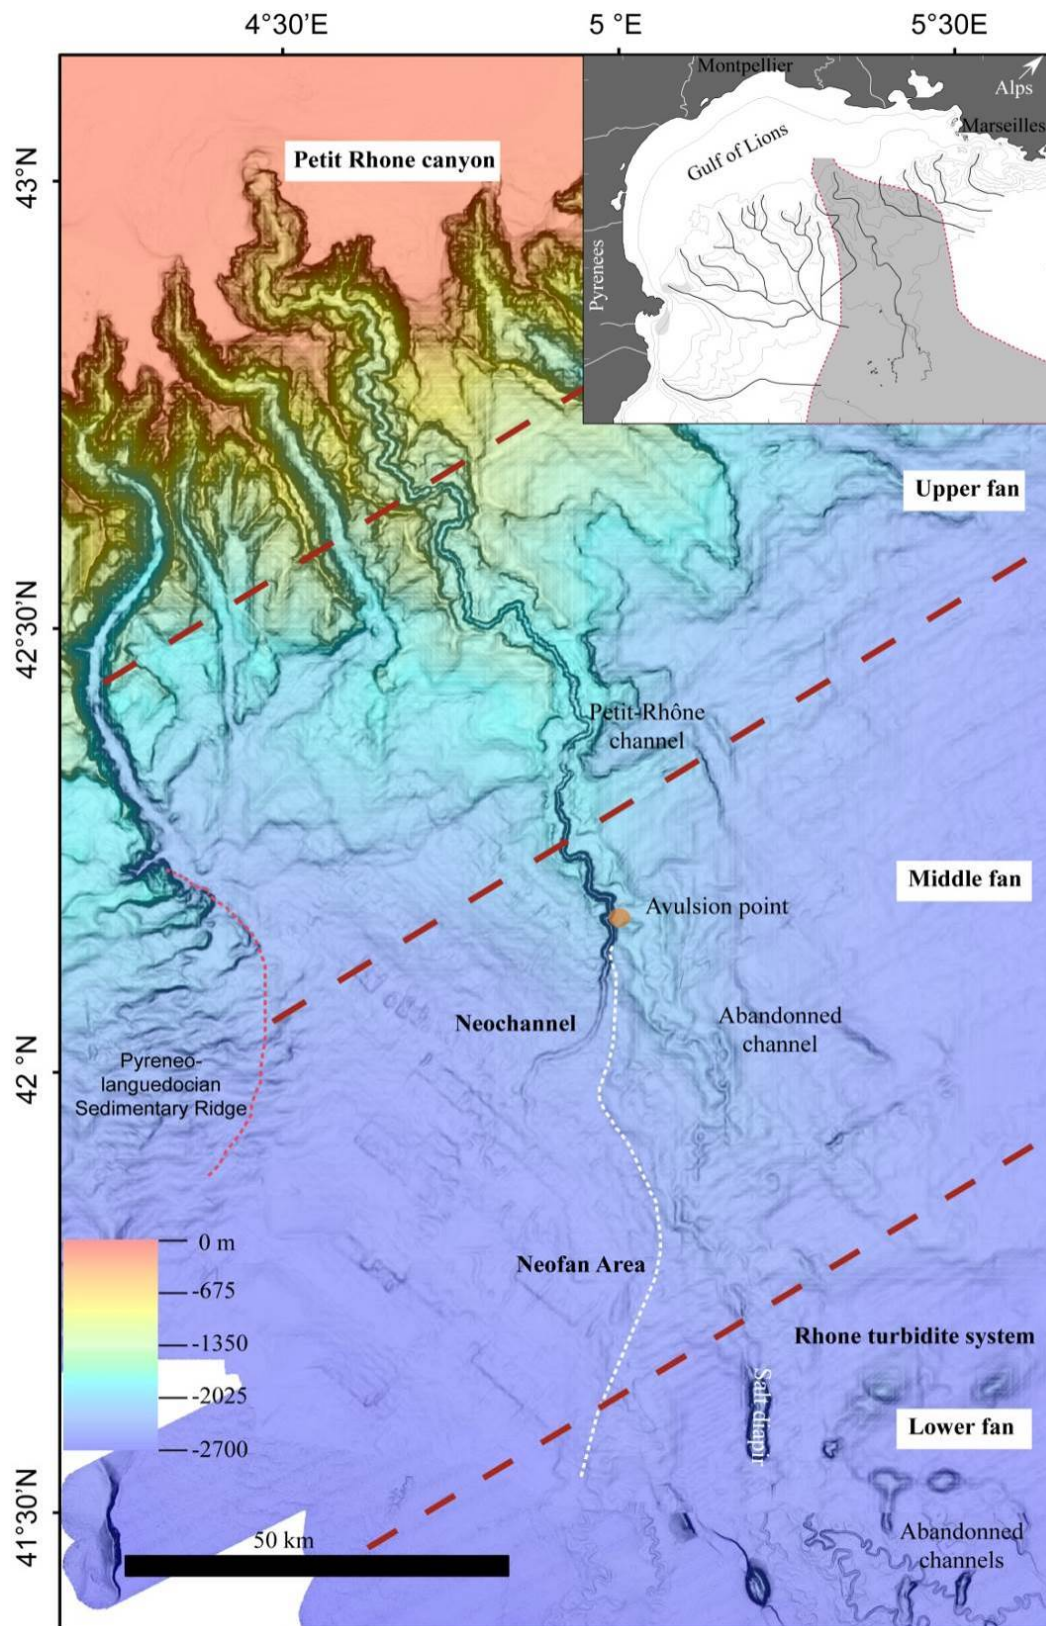 4°30’E
5 °E
5°30’E
Montpellier
Alps
Marseilles
Gulf of Lions
Pyrenees
43°N
Petit Rhone canyon
Upper fan
42°30’N
Petit-Rhône
channel
Middle fan
Avulsion point
Neochannel
Abandonned
channel
42 °N
Pyreneo-
languedocian
Sedimentary Ridge
0 m
-675
-1350
-2025
-2700
Neofan Area
Rhone turbidite system
Salt diapir
Lower fan
41°30’N
50 km
Abandonned
channels